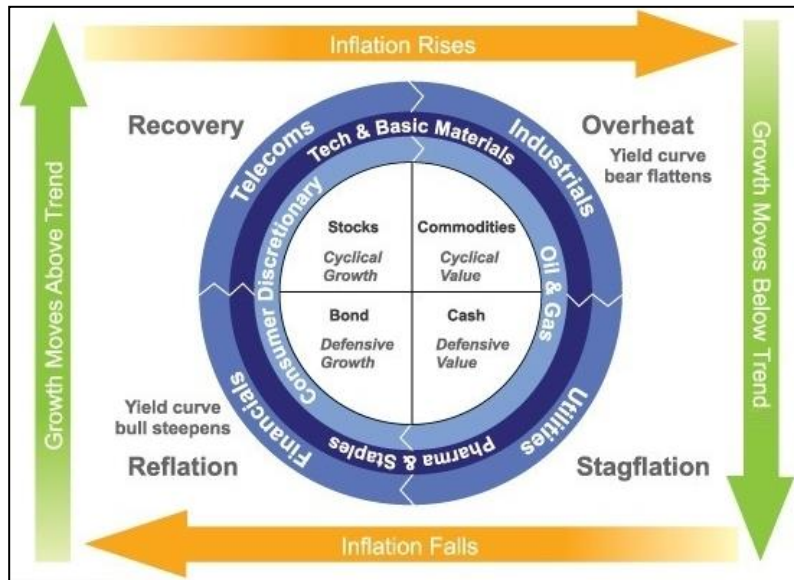 Inflation Rises
Growth Moves Above Trend
Recovery
Overheat
Yield curve
bear flattens
Growth Moves Below Trend
Telecoms
Tech & Basic Materials
Industrials
Consumer Discretionary
Oil & Gas
Stocks
Cyclical
Growth
Commodities
Cyclical
Value
Bond
Defensive
Growth
Cash
Defensive
Value
Yield curve
bull steepens
Reflation
Financials
Pharma & Staples
Utilities
Stagflation
Inflation Falls